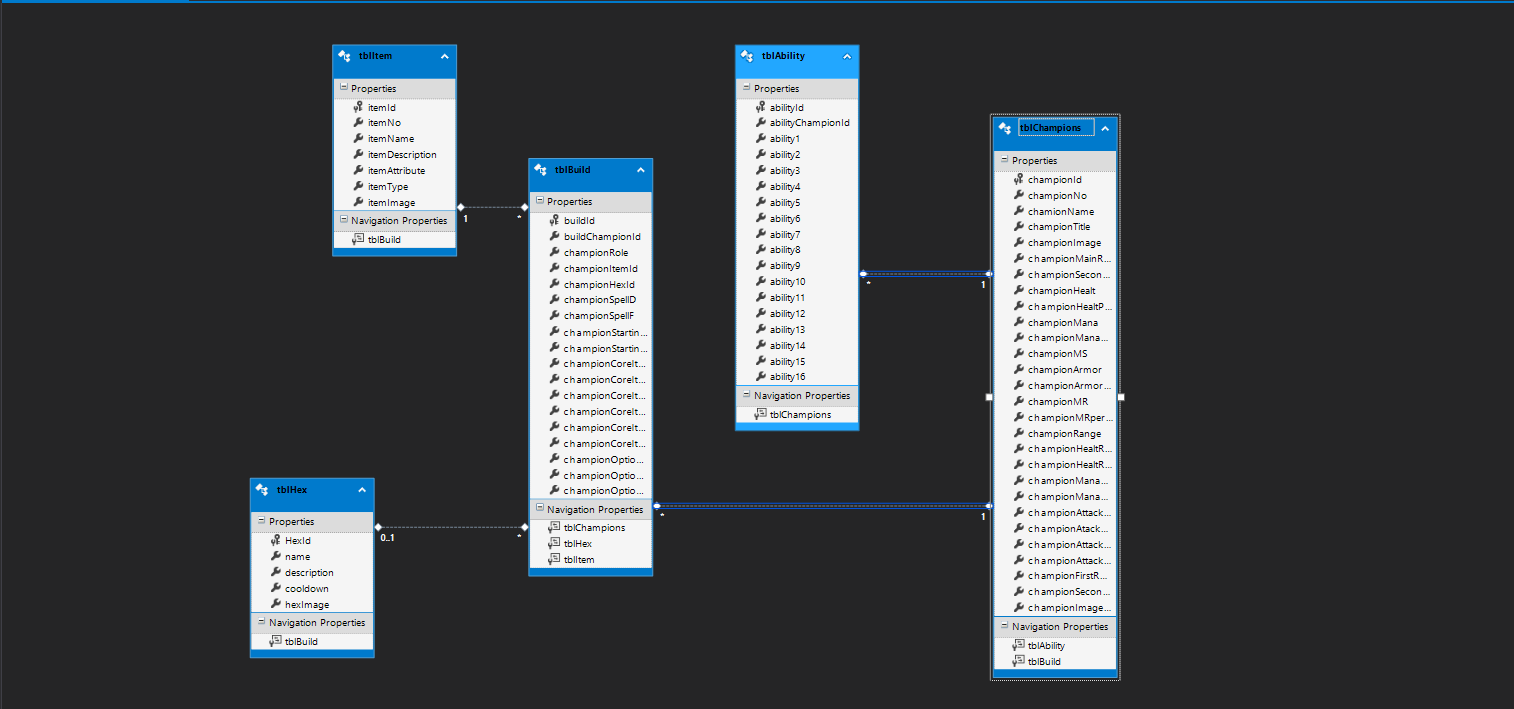 tblItem
Properties
itemId
itemNo
itemName
itemDescription
itemAttribute
itemType
itemImage
Navigation Properties
tblBuild
1
*
tblBuild
Properties
buildId
buildChampionId
championRole
championItemId
championHexId
championSpellD
championSpellF
championStartin...
championStartin...
championCoreIt...
championCoreIt...
championCoreIt...
championCoreIt...
championCoreIt...
championCoreIt...
championOptio...
championOptio...
championOptio...
Navigation Properties
tblChampions
tblHex
tblItem
tblHex
Properties
HexId
name
description
cooldown
hexImage
Navigation Properties
tblBuild
0..1
*
tblAbility
Properties
abilityId
abilityChampionId
ability1
ability2
ability3
ability4
ability5
ability6
ability7
ability8
ability9
ability10
ability11
ability12
ability13
ability14
ability15
ability16
Navigation Properties
tblChampions
*
1
*
1
tblChampions
Properties
championId
championNo
chamionName
championTitle
championImage
championMainR...
championSecon...
championHealt
championHealtP...
championMana
championMana...
championMS
championArmor
championArmor...
championMR
championMRper...
championRange
championHealtR...
championHealtR...
championMana...
championMana...
championAttack...
championAtack...
championAttack...
championAttack...
championFirstR...
championSecon...
championImage...
Navigation Properties
tblAbility
tblBuild